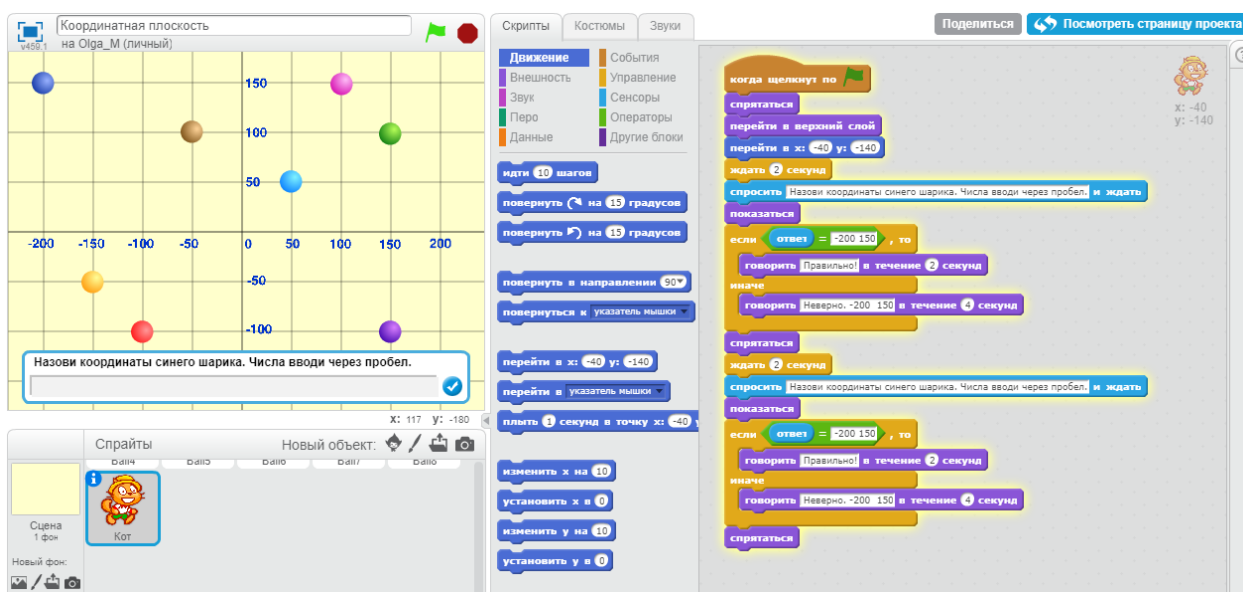 Координатная плоскость
v459.1
на Olga_M (личный)
150
100
50
-200 -150 -100 -50 0 50 100 150 200
-50
-100
Назови координаты синего шарика. Числа вводи через пробел.
x: 117 y: -180
Спрайты
Новый объект:
Ball4 Ball5 Ball6 Ball7 Ball8
Сцена
1 фон
Кот
Новый фон:
Скрипты Костюмы Звуки
Поделиться
Посмотреть страницу проекта
Движение События
Внешность Управление
Звук Сенсоры
Перо Операторы
Данные Другие блоки
идти 10 шагов
повернуть на 15 градусов
повернуть на 15 градусов
повернуть в направлении 90
повернуться к указатель мышки
перейти в x: -40 y: -140
перейти в указатель мышки
плыть 1 секунд в точку x: -40
изменить x на 10
установить x в 0
изменить y на 10
установить y в 0
когда щелкнут по
спрятаться
перейти в верхний слой
перейти в x: -40 y: -140
ждать 2 секунд
спросить Назови координаты синего шарика. Числа вводи через пробел. и ждать
показаться
если ответ = -200 150 , то
говорить Правильно! в течение 2 секунд
иначе
говорить Неверно. -200 150 в течение 4 секунд
спрятаться
ждать 2 секунд
спросить Назови координаты синего шарика. Числа вводи через пробел. и ждать
показаться
если ответ = -200 150 , то
говорить Правильно! в течение 2 секунд
иначе
говорить Неверно. -200 150 в течение 4 секунд
спрятаться
x: -40
y: -140